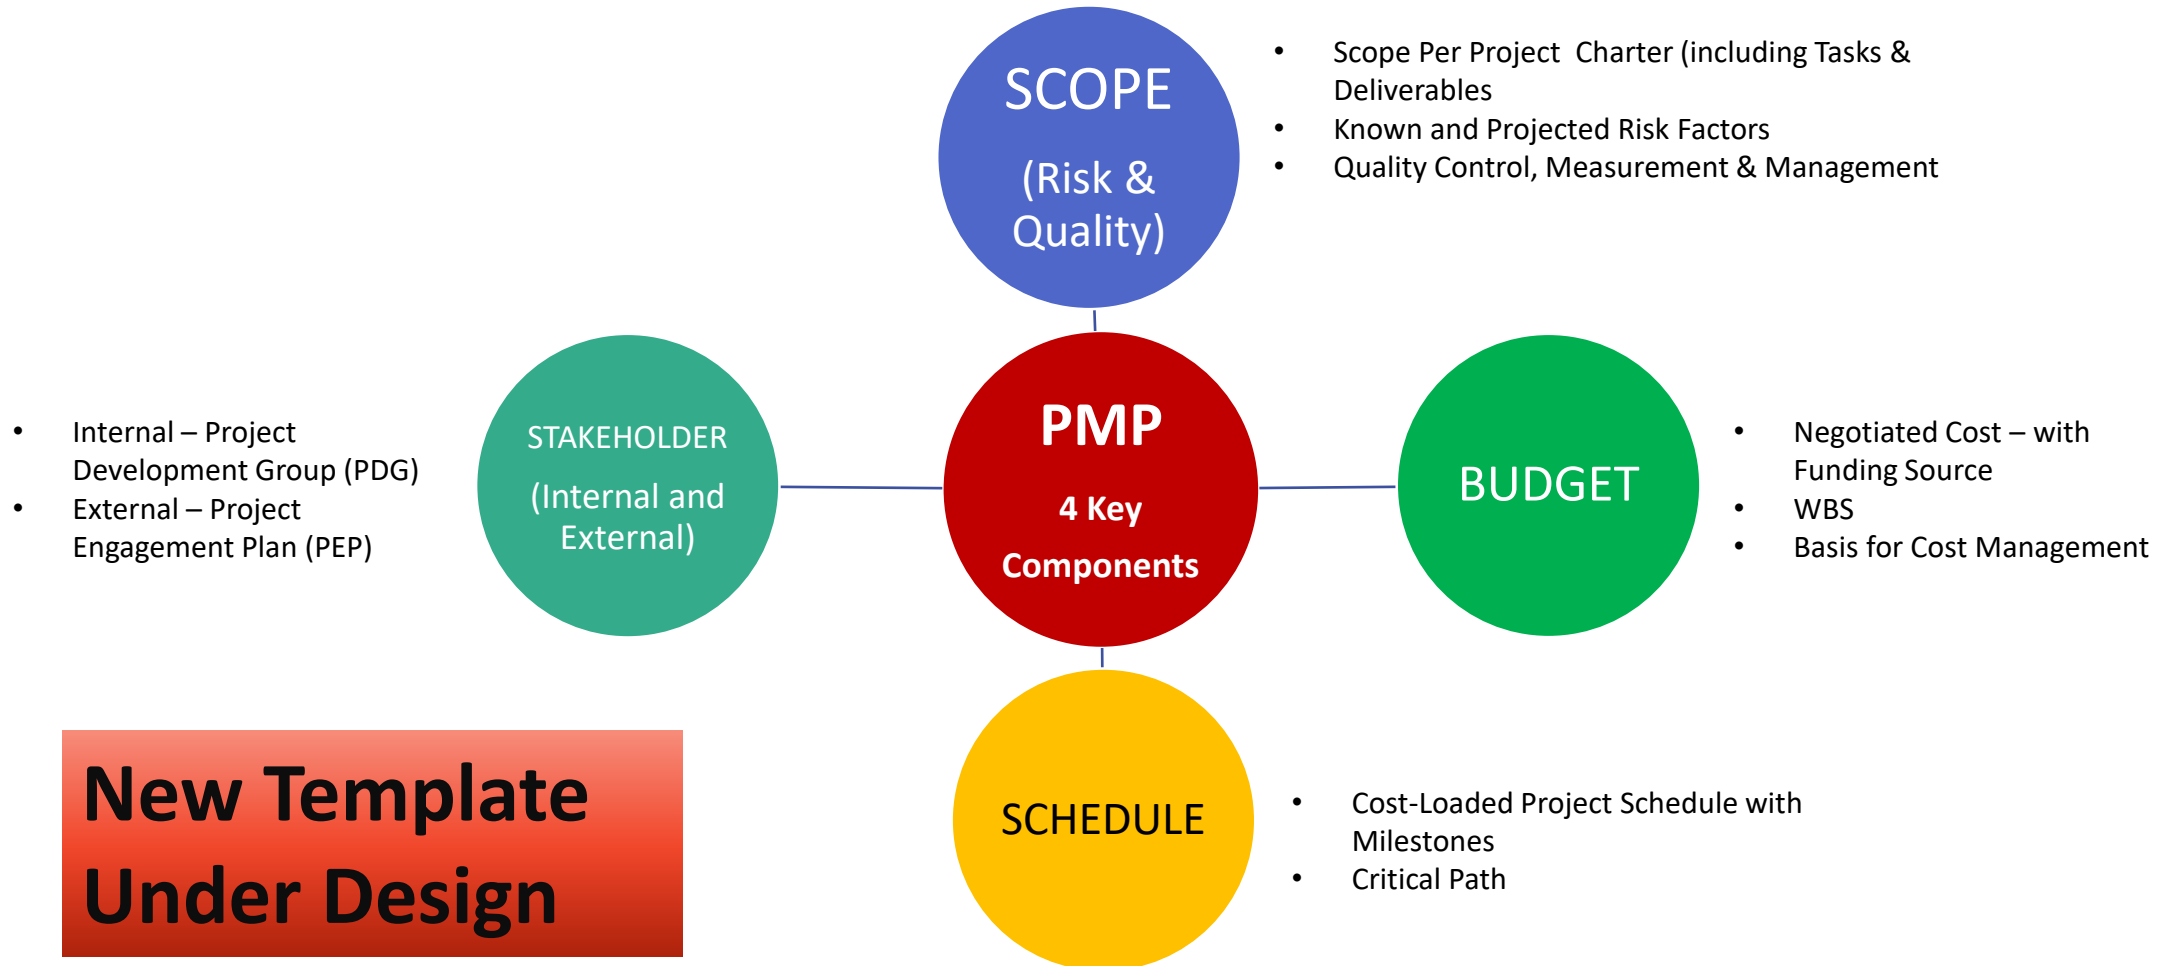 SCOPE
(Risk &
Quality)
• Scope Per Project  Charter (including Tasks &
Deliverables
• Known and Projected Risk Factors
• Quality Control, Measurement & Management
• Internal – Project
Development Group (PDG)
• External – Project
Engagement Plan (PEP)
STAKEHOLDER
(Internal and
External)
PMP
4 Key
Components
BUDGET
• Negotiated Cost – with
Funding Source
• WBS
• Basis for Cost Management
New Template
Under Design
SCHEDULE
• Cost-Loaded Project Schedule with
Milestones
• Critical Path